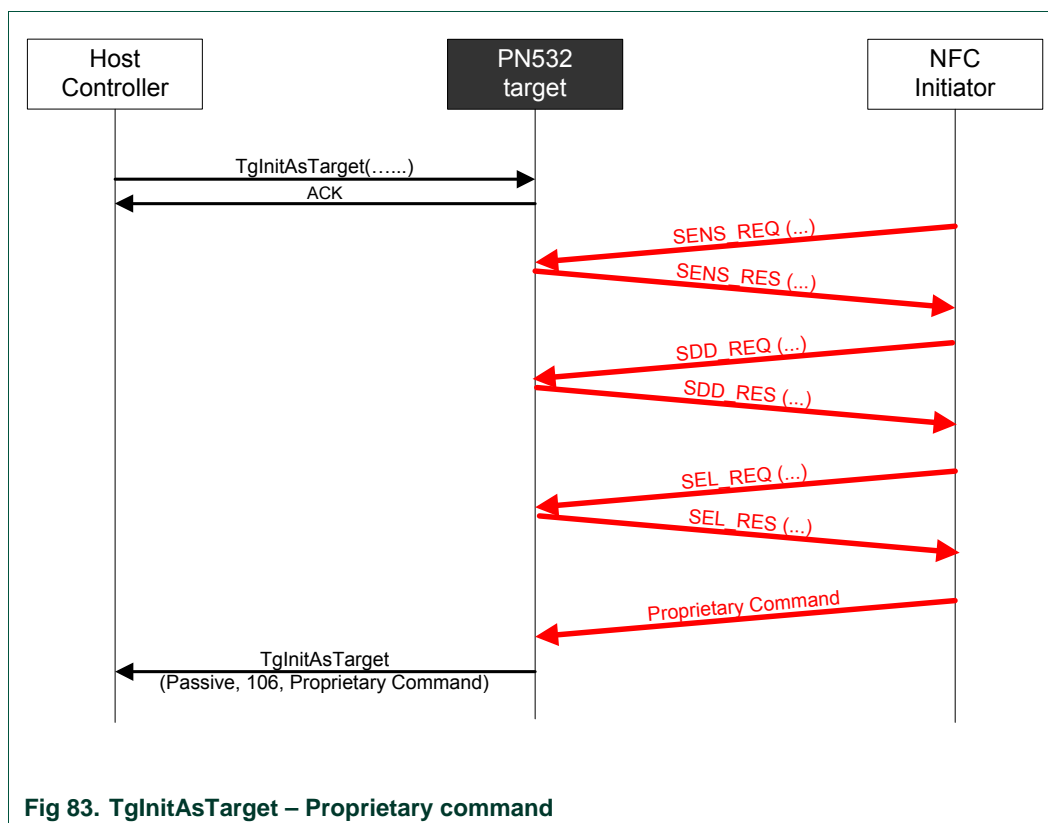 Host
Controller
PN532
target
NFC
Initiator
TgInitAsTarget(…...)
ACK
SENS_REQ (...)
SENS_RES (...)
SDD_REQ (...)
SDD_RES (...)
SEL_REQ (...)
SEL_RES (...)
Proprietary Command
TgInitAsTarget
(Passive, 106, Proprietary Command)
Fig 83. TgInitAsTarget – Proprietary command